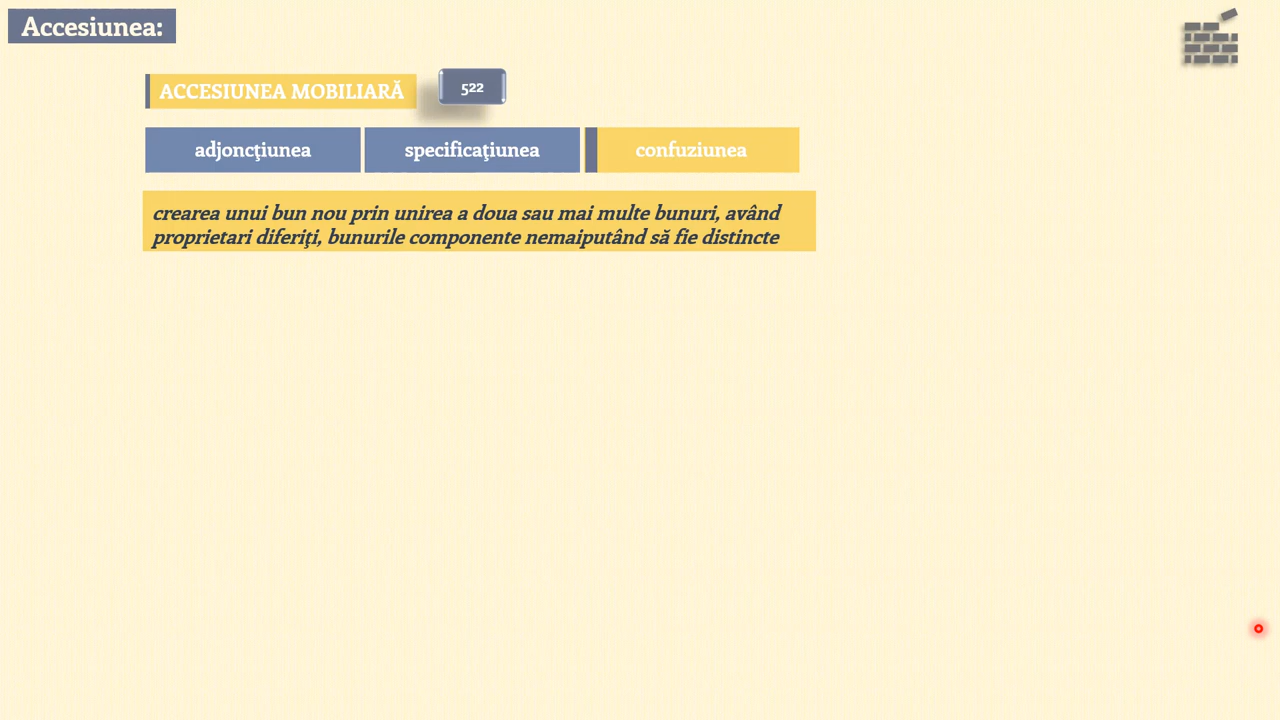 Accesiunea:
ACCESIUNEA MOBILIARĂ
522
adjoncţiunea
specificaţiunea
confuziunea
crearea unui bun nou prin unirea a doua sau mai multe bunuri, având
proprietari diferiţi, bunurile componente nemaiputând să fie distincte